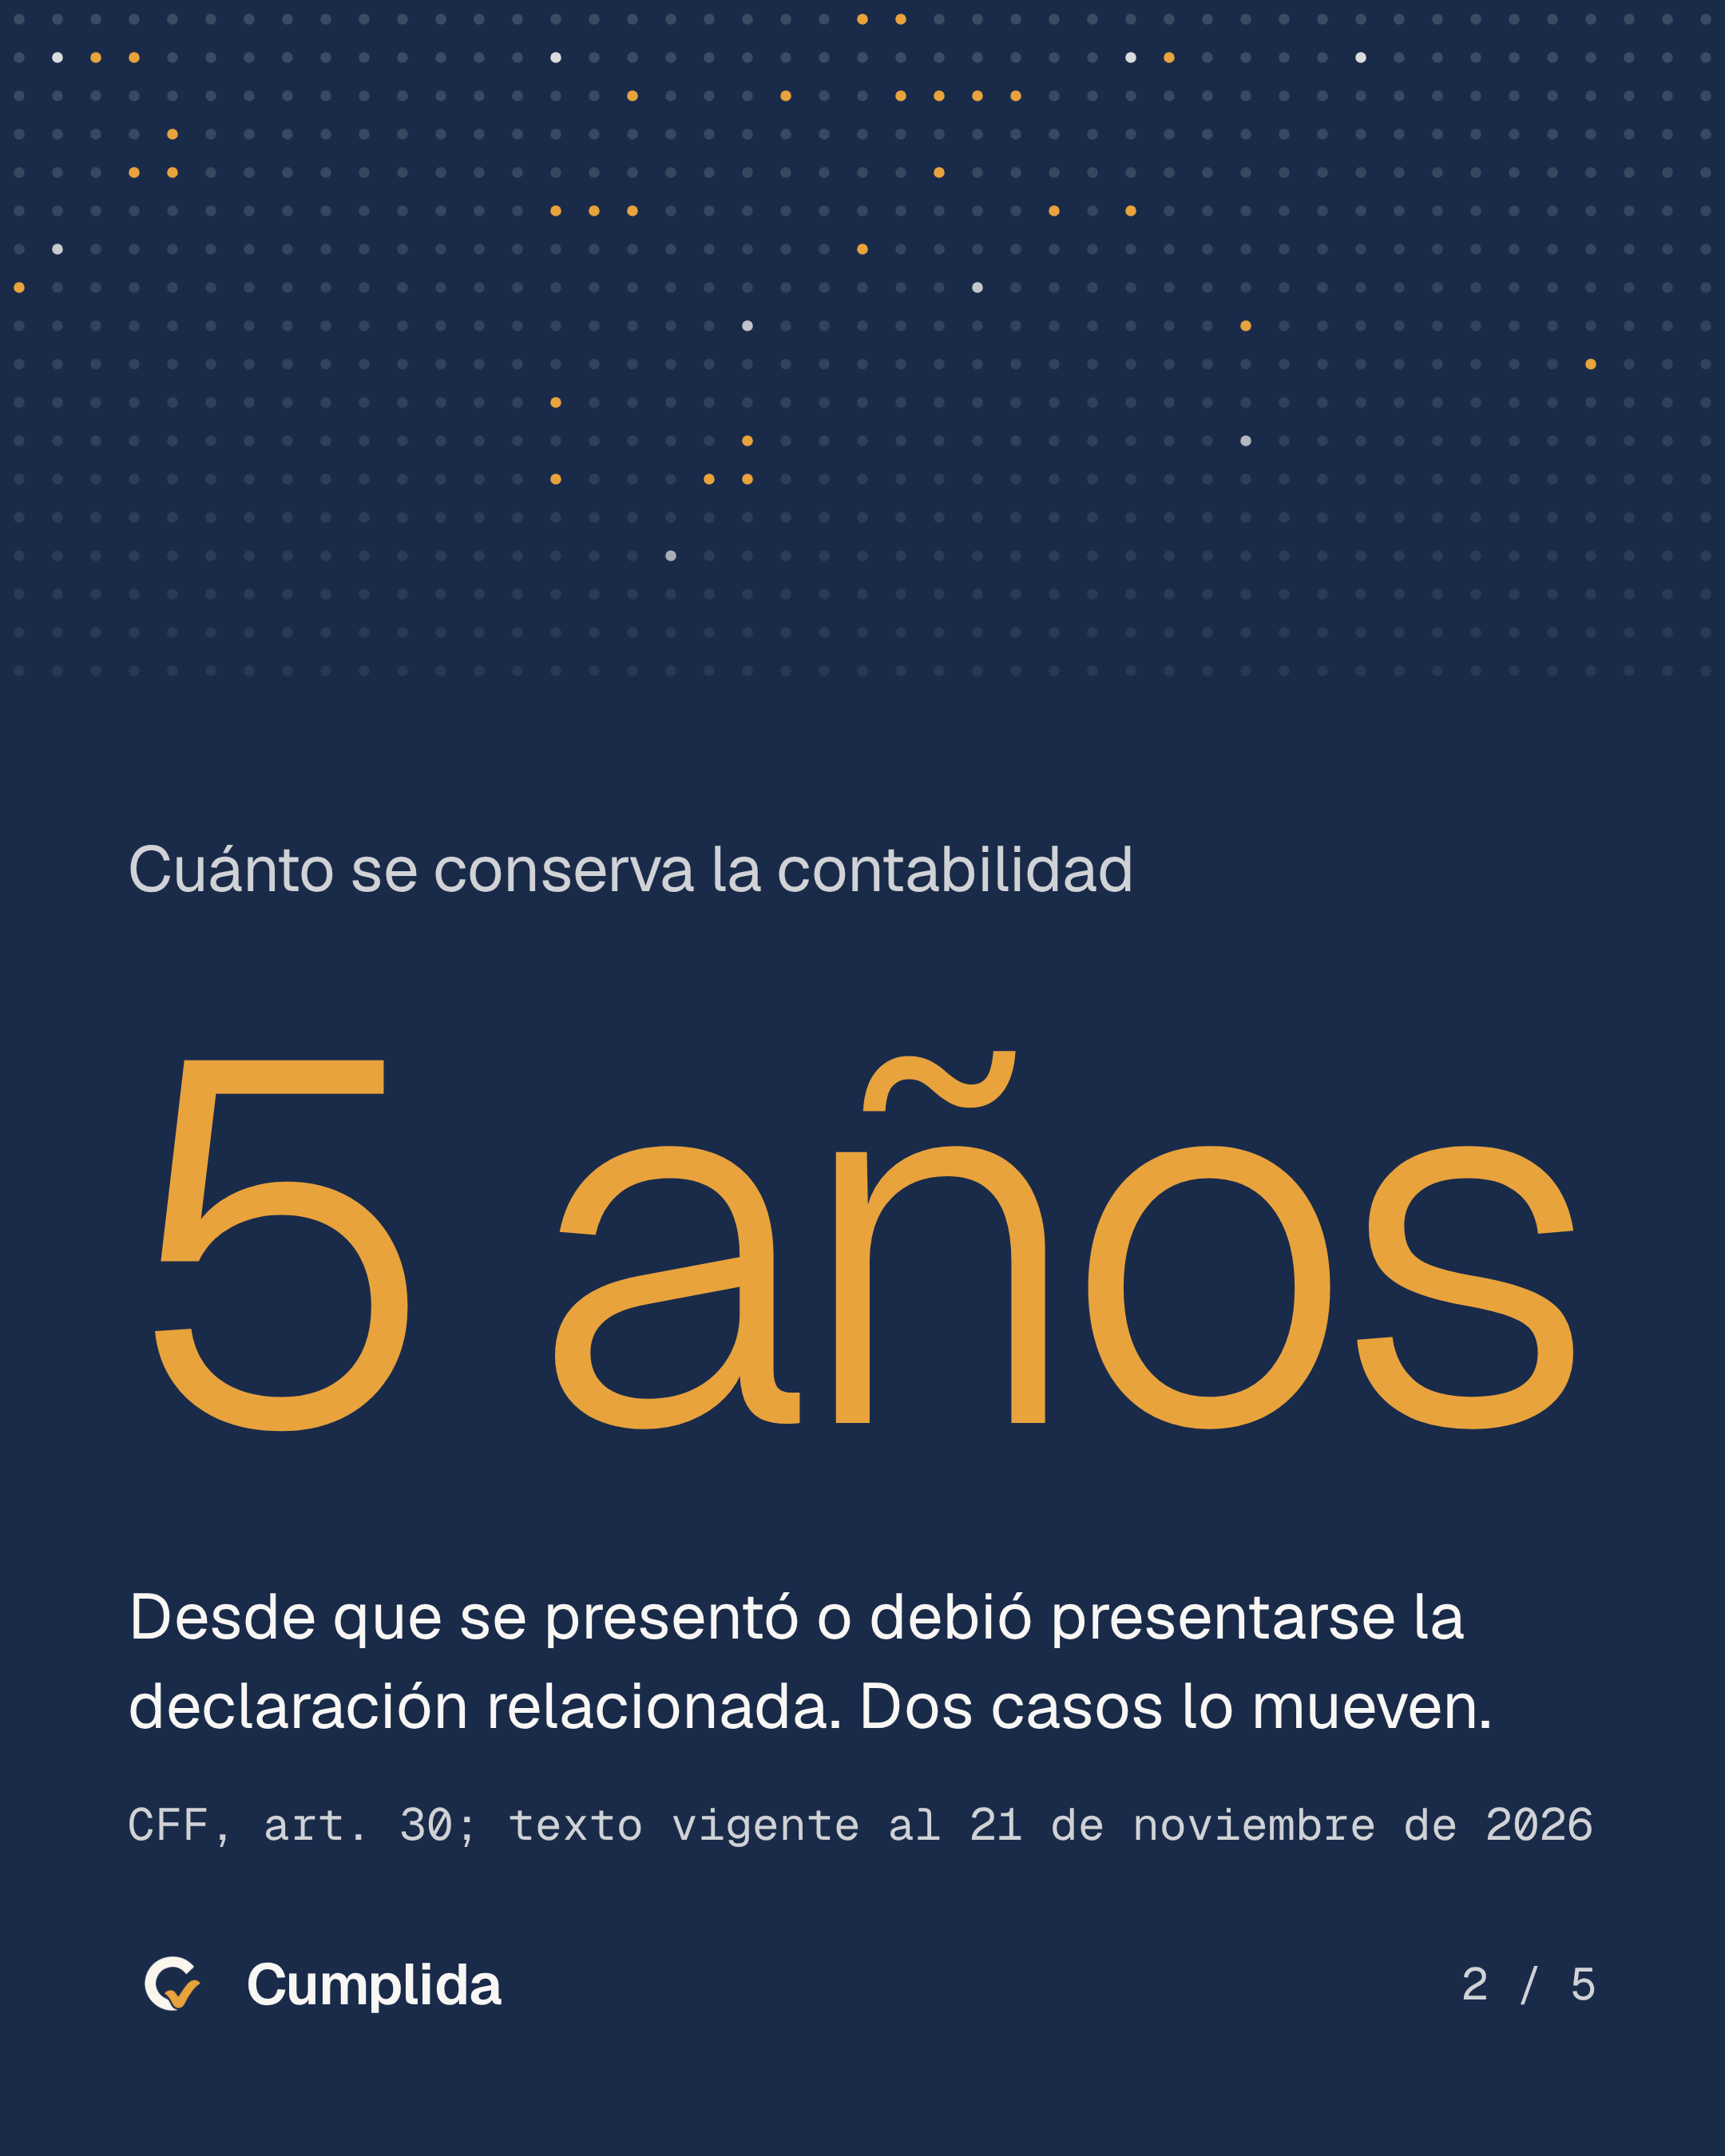 Cuánto se conserva la contabilidad
5 años
Desde que se presentó o debió presentarse la
declaración relacionada. Dos casos lo mueven.
CFF, art. 30; texto vigente al 21 de noviembre de 2026
Cumplida
2 / 5